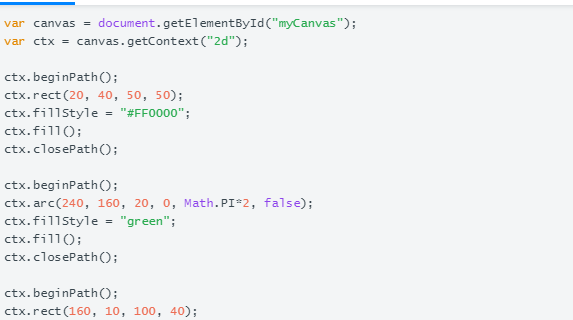 var canvas = document.getElementById("myCanvas");
var ctx = canvas.getContext("2d");
ctx.beginPath();
ctx.rect(20, 40, 50, 50);
ctx.fillStyle = "#FF0000";
ctx.fill();
ctx.closePath();
ctx.beginPath();
ctx.arc(240, 160, 20, 0, Math.PI*2, false);
ctx.fillStyle = "green";
ctx.fill();
ctx.closePath();
ctx.beginPath();
ctx.rect(160, 10, 100, 40);